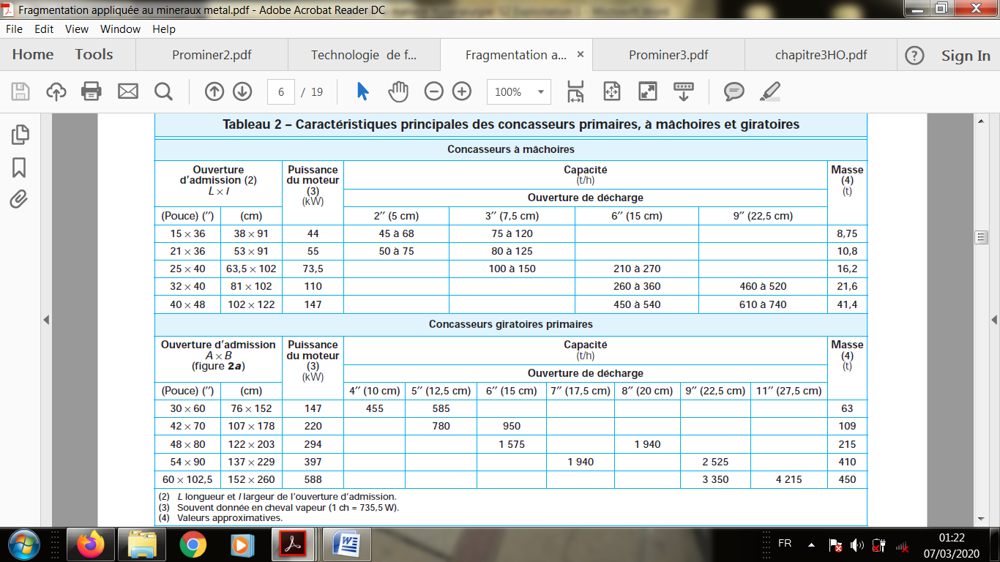 Fragmentation appliquée au mineraux metal.pdf - Adobe Acrobat Reader DC
File Edit View Window Help
Home Tools Prominer2.pdf Technologie de f... Fragmentation a... × Prominer3.pdf chapitre3HO.pdf Sign In
6 / 19 100%
Tableau 2 – Caractéristiques principales des concasseurs primaires, à mâchoires et giratoires
Concasseurs à mâchoires
Ouverture d'admission (2) L × l
Puissance du moteur (3) (kW)
Capacité (t/h)
Masse (4) (t)
Ouverture de décharge
(Pouce) (″) (cm) 2″ (5 cm) 3″ (7,5 cm) 6″ (15 cm) 9″ (22,5 cm)
15 × 36 38 × 91 44 45 à 68 75 à 120 8,75
21 × 36 53 × 91 55 50 à 75 80 à 125 10,8
25 × 40 63,5 × 102 73,5 100 à 150 210 à 270 16,2
32 × 40 81 × 102 110 260 à 360 460 à 520 21,6
40 × 48 102 × 122 147 450 à 540 610 à 740 41,4
Concasseurs giratoires primaires
Ouverture d'admission A × B (figure 2a)
Puissance du moteur (3) (kW)
Capacité (t/h)
Masse (4) (t)
Ouverture de décharge
(Pouce) (″) (cm) 4″ (10 cm) 5″ (12,5 cm) 6″ (15 cm) 7″ (17,5 cm) 8″ (20 cm) 9″ (22,5 cm) 11″ (27,5 cm)
30 × 60 76 × 152 147 455 585 63
42 × 70 107 × 178 220 780 950 109
48 × 80 122 × 203 294 1 575 1 940 215
54 × 90 137 × 229 397 1 940 2 525 410
60 × 102,5 152 × 260 588 3 350 4 215 450
(2) L longueur et l largeur de l'ouverture d'admission.
(3) Souvent donnée en cheval vapeur (1 ch = 735,5 W).
(4) Valeurs approximatives.
FR 01:22
07/03/2020